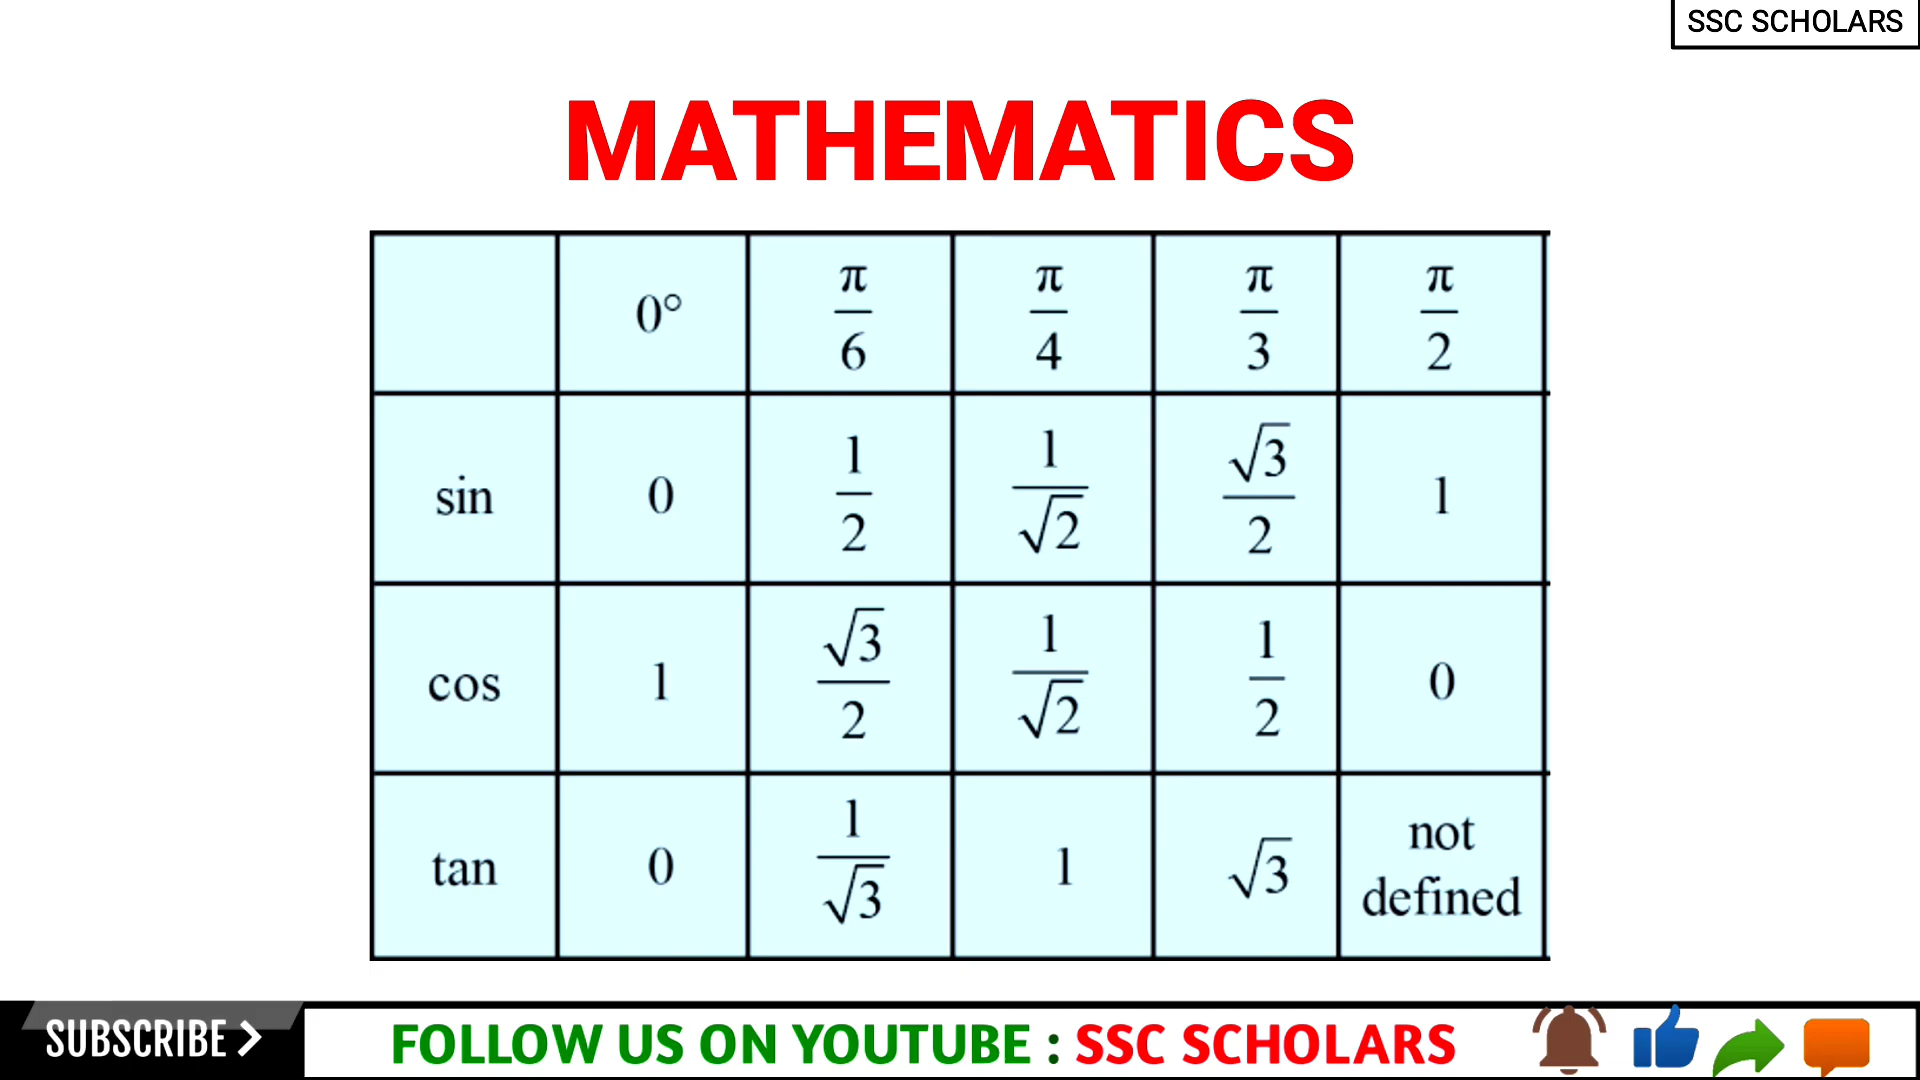 SSC SCHOLARS
MATHEMATICS
0° π/6 π/4 π/3 π/2
sin 0 1/2 1/√2 √3/2 1
cos 1 √3/2 1/√2 1/2 0
tan 0 1/√3 1 √3 not defined
SUBSCRIBE FOLLOW US ON YOUTUBE : SSC SCHOLARS